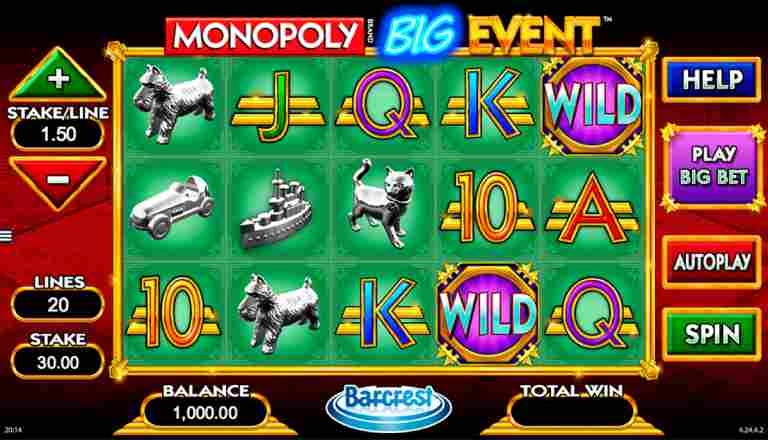 MONOPOLY BRAND BIG EVENT™
STAKE/LINE
1.50
HELP
J Q K WILD
PLAY
BIG BET
10 A
AUTOPLAY
LINES
20
10 K WILD Q
SPIN
STAKE
30.00
BALANCE
1,000.00
Barcrest
TOTAL WIN
20:14
4.24.4.2